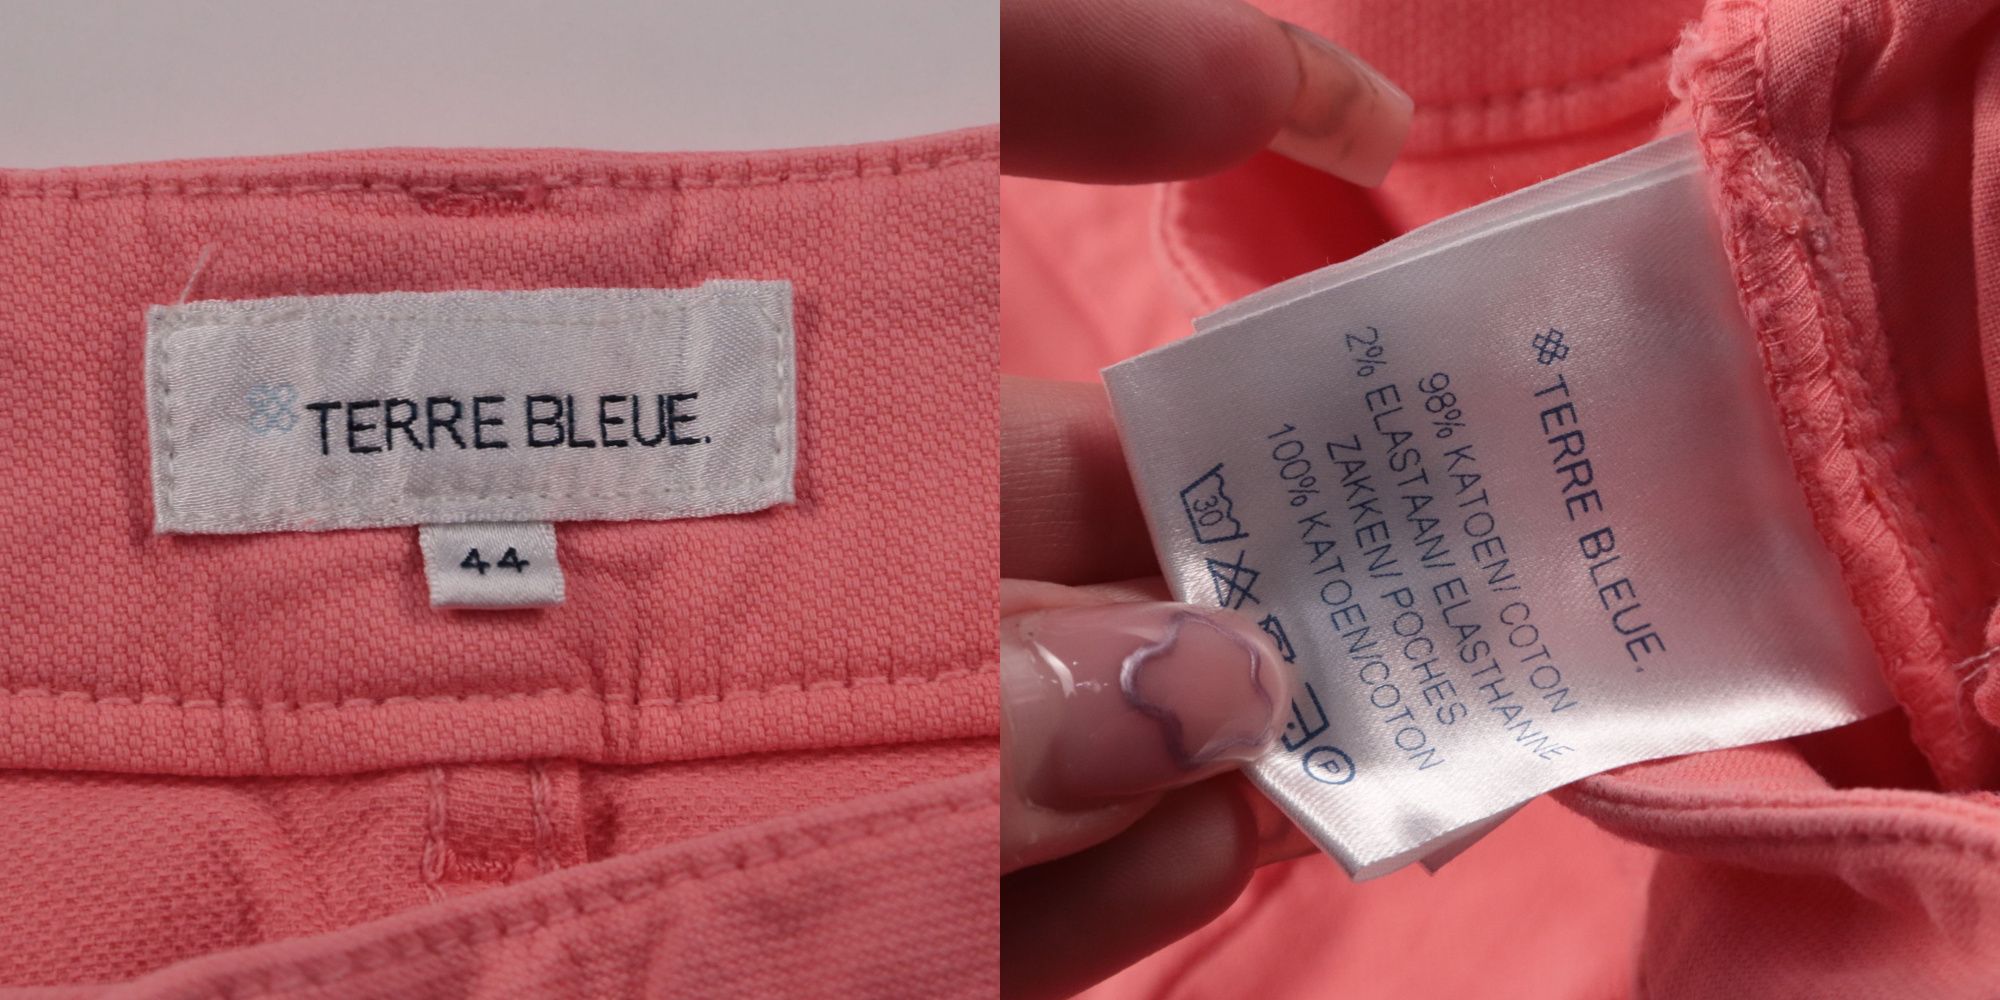 TERRE BLEUE.
44
TERRE BLEUE.
98% KATOEN/ COTON
2% ELASTAAN/ ELASTHANNE
ZAKKEN/ POCHES
100% KATOEN/COTON
30
P